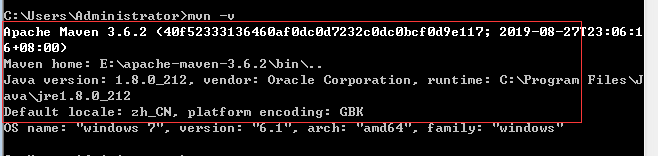 C:\Users\Administrator>mvn -v
Apache Maven 3.6.2 (40f52333136460af0dc0d7232c0dc0bcf0d9e117; 2019-08-27T23:06:1
6+08:00)
Maven home: E:\apache-maven-3.6.2\bin\..
Java version: 1.8.0_212, vendor: Oracle Corporation, runtime: C:\Program Files\J
ava\jre1.8.0_212
Default locale: zh_CN, platform encoding: GBK
OS name: "windows 7", version: "6.1", arch: "amd64", family: "windows"